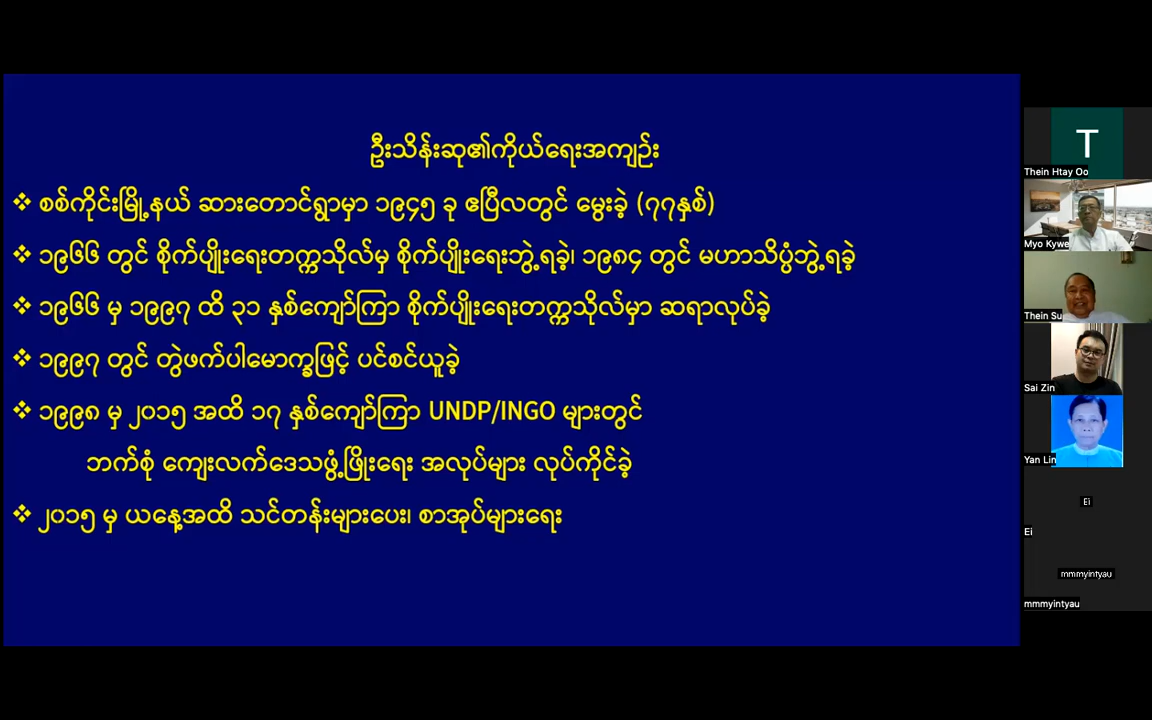 ဦးသိန်းဆု၏ကိုယ်ရေးအကျဉ်း
❖ စစ်ကိုင်းမြို့နယ် ဆားတောင်ရွာမှာ ၁၉၄၅ ခု ဧပြီလတွင် မွေးခဲ့ (၇၇နှစ်)
❖ ၁၉၆၆ တွင် စိုက်ပျိုးရေးတက္ကသိုလ်မှ စိုက်ပျိုးရေးဘွဲ့ရခဲ့၊ ၁၉၈၄ တွင် မဟာသိပ္ပံဘွဲ့ရခဲ့
❖ ၁၉၆၆ မှ ၁၉၉၇ ထိ ၃၁ နှစ်ကျော်ကြာ စိုက်ပျိုးရေးတက္ကသိုလ်မှာ ဆရာလုပ်ခဲ့
❖ ၁၉၉၇ တွင် တွဲဖက်ပါမောက္ခဖြင့် ပင်စင်ယူခဲ့
❖ ၁၉၉၈ မှ ၂၀၁၅ အထိ ၁၇ နှစ်ကျော်ကြာ UNDP/INGO များတွင်
ဘက်စုံ ကျေးလက်ဒေသဖွံ့ဖြိုးရေး အလုပ်များ လုပ်ကိုင်ခဲ့
❖ ၂၀၁၅ မှ ယနေ့အထိ သင်တန်းများပေး၊ စာအုပ်များရေး
T
Thein Htay Oo
Myo Kywe
Thein Su
Sai Zin
Yan Lin
Ei
Ei
mmmyintyau
mmmyintyau